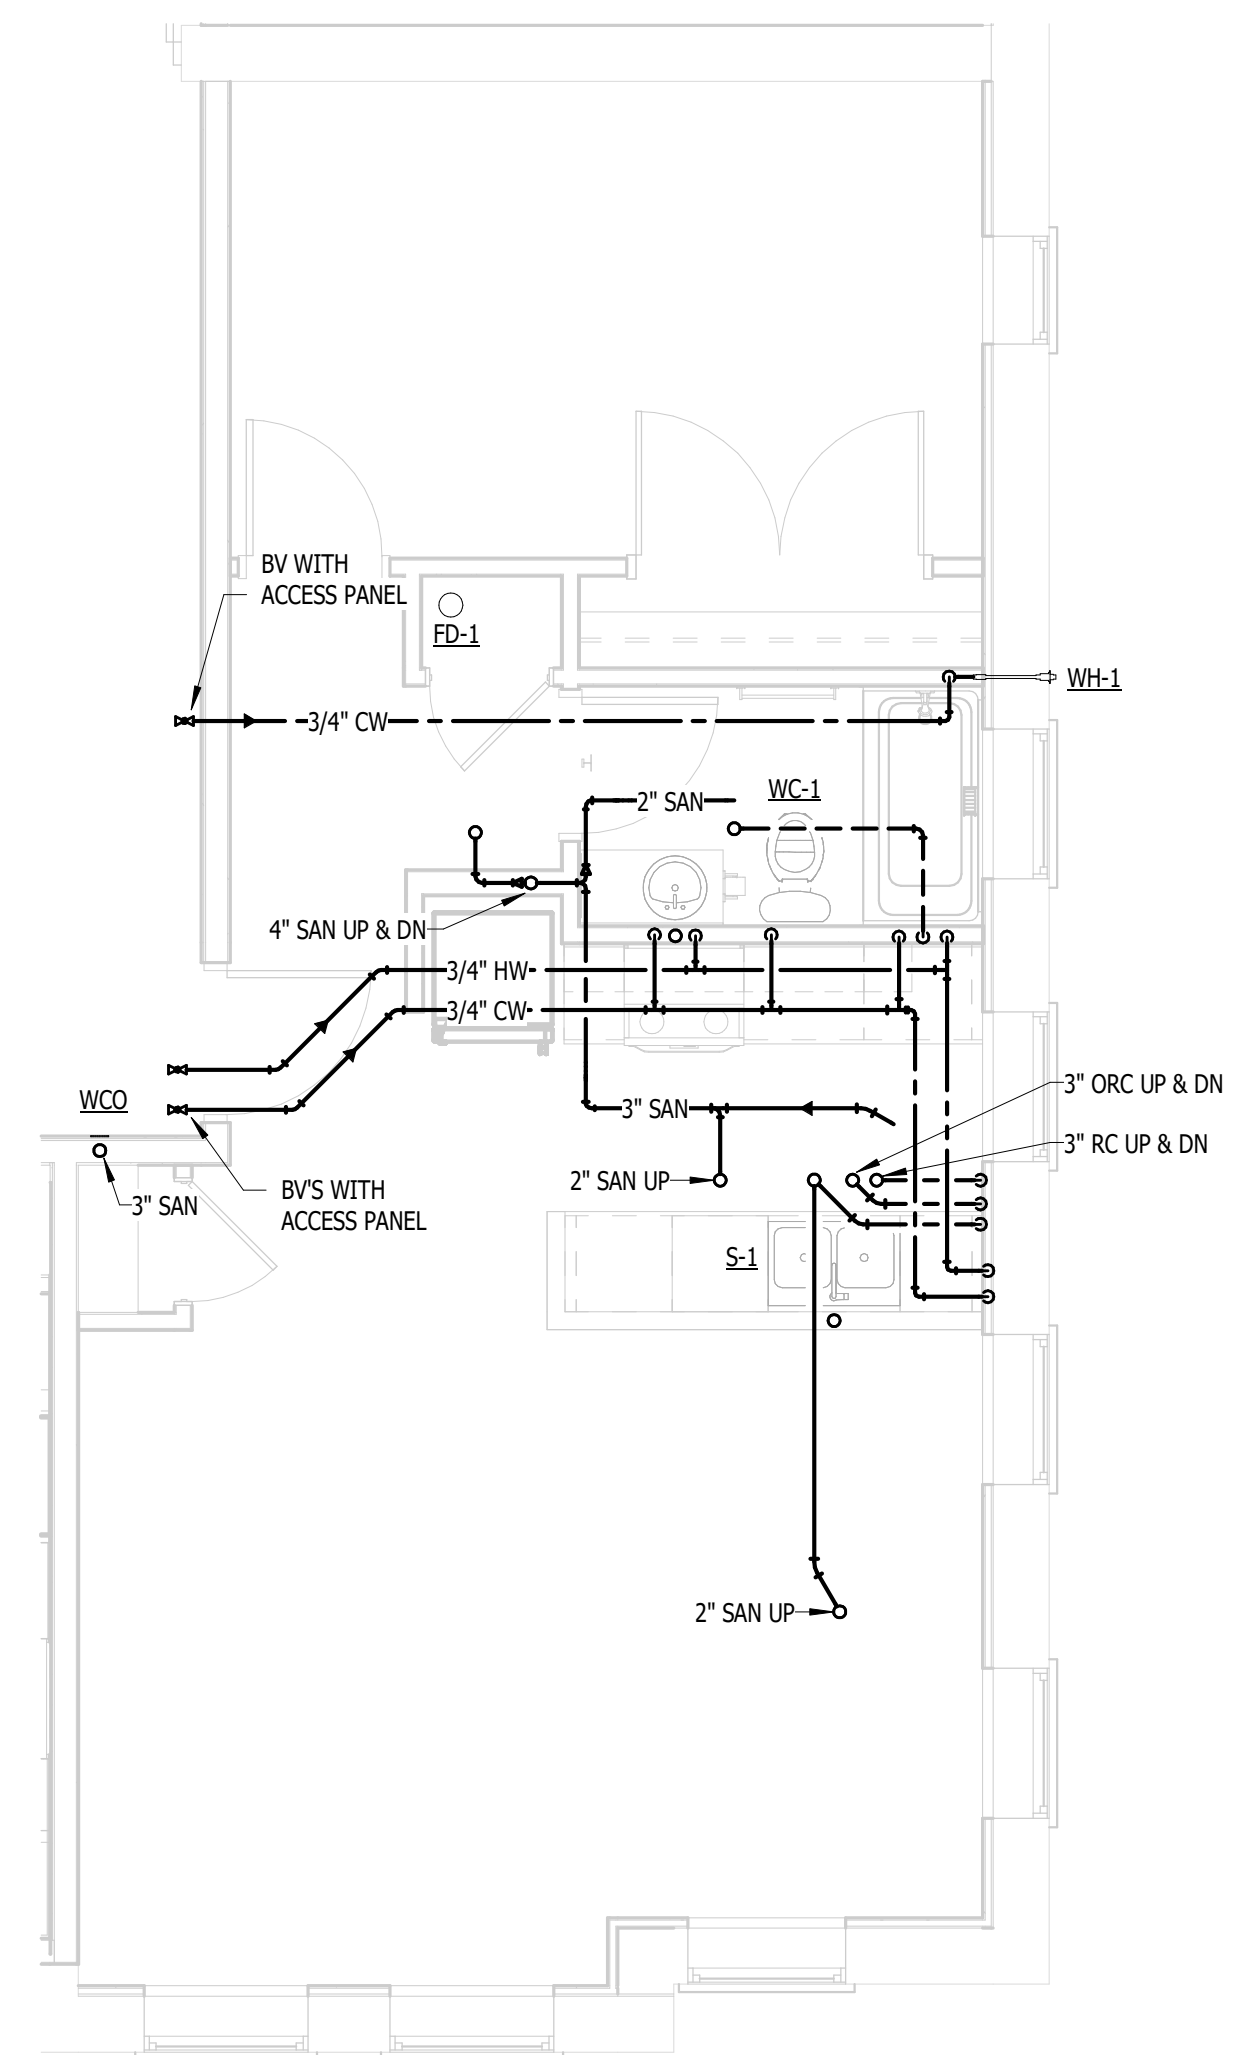 BV WITH
ACCESS PANEL
FD-1
WH-1
3/4" CW
WC-1
2" SAN
4" SAN UP & DN
3/4" HW
3/4" CW
3" ORC UP & DN
WCO
3" SAN
3" RC UP & DN
2" SAN UP
BV'S WITH
ACCESS PANEL
3" SAN
S-1
2" SAN UP